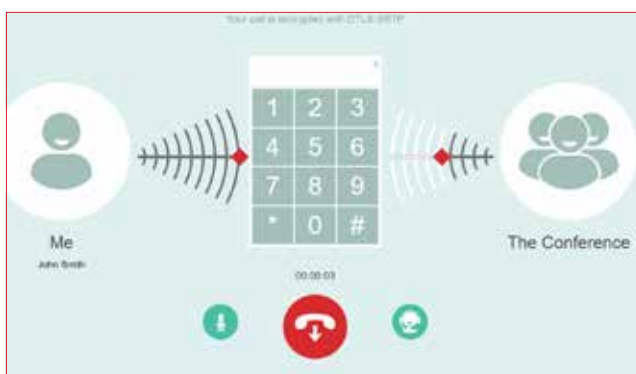 Your call is encrypted with DTLS-SRTP
x
1 2 3
4 5 6
7 8 9
* 0 #
Me
John Smith
The Conference
00:00:03